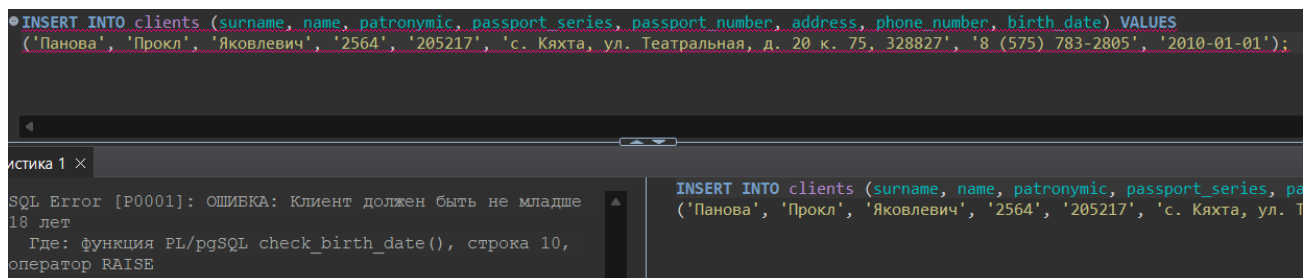 INSERT INTO clients (surname, name, patronymic, passport_series, passport_number, address, phone_number, birth_date) VALUES
('Панова', 'Прокл', 'Яковлевич', '2564', '205217', 'с. Кяхта, ул. Театральная, д. 20 к. 75, 328827', '8 (575) 783-2805', '2010-01-01');
истика 1 ×
SQL Error [P0001]: ОШИБКА: Клиент должен быть не младше
18 лет
Где: функция PL/pgSQL check_birth_date(), строка 10,
оператор RAISE
INSERT INTO clients (surname, name, patronymic, passport_series, pa
('Панова', 'Прокл', 'Яковлевич', '2564', '205217', 'с. Кяхта, ул. Т